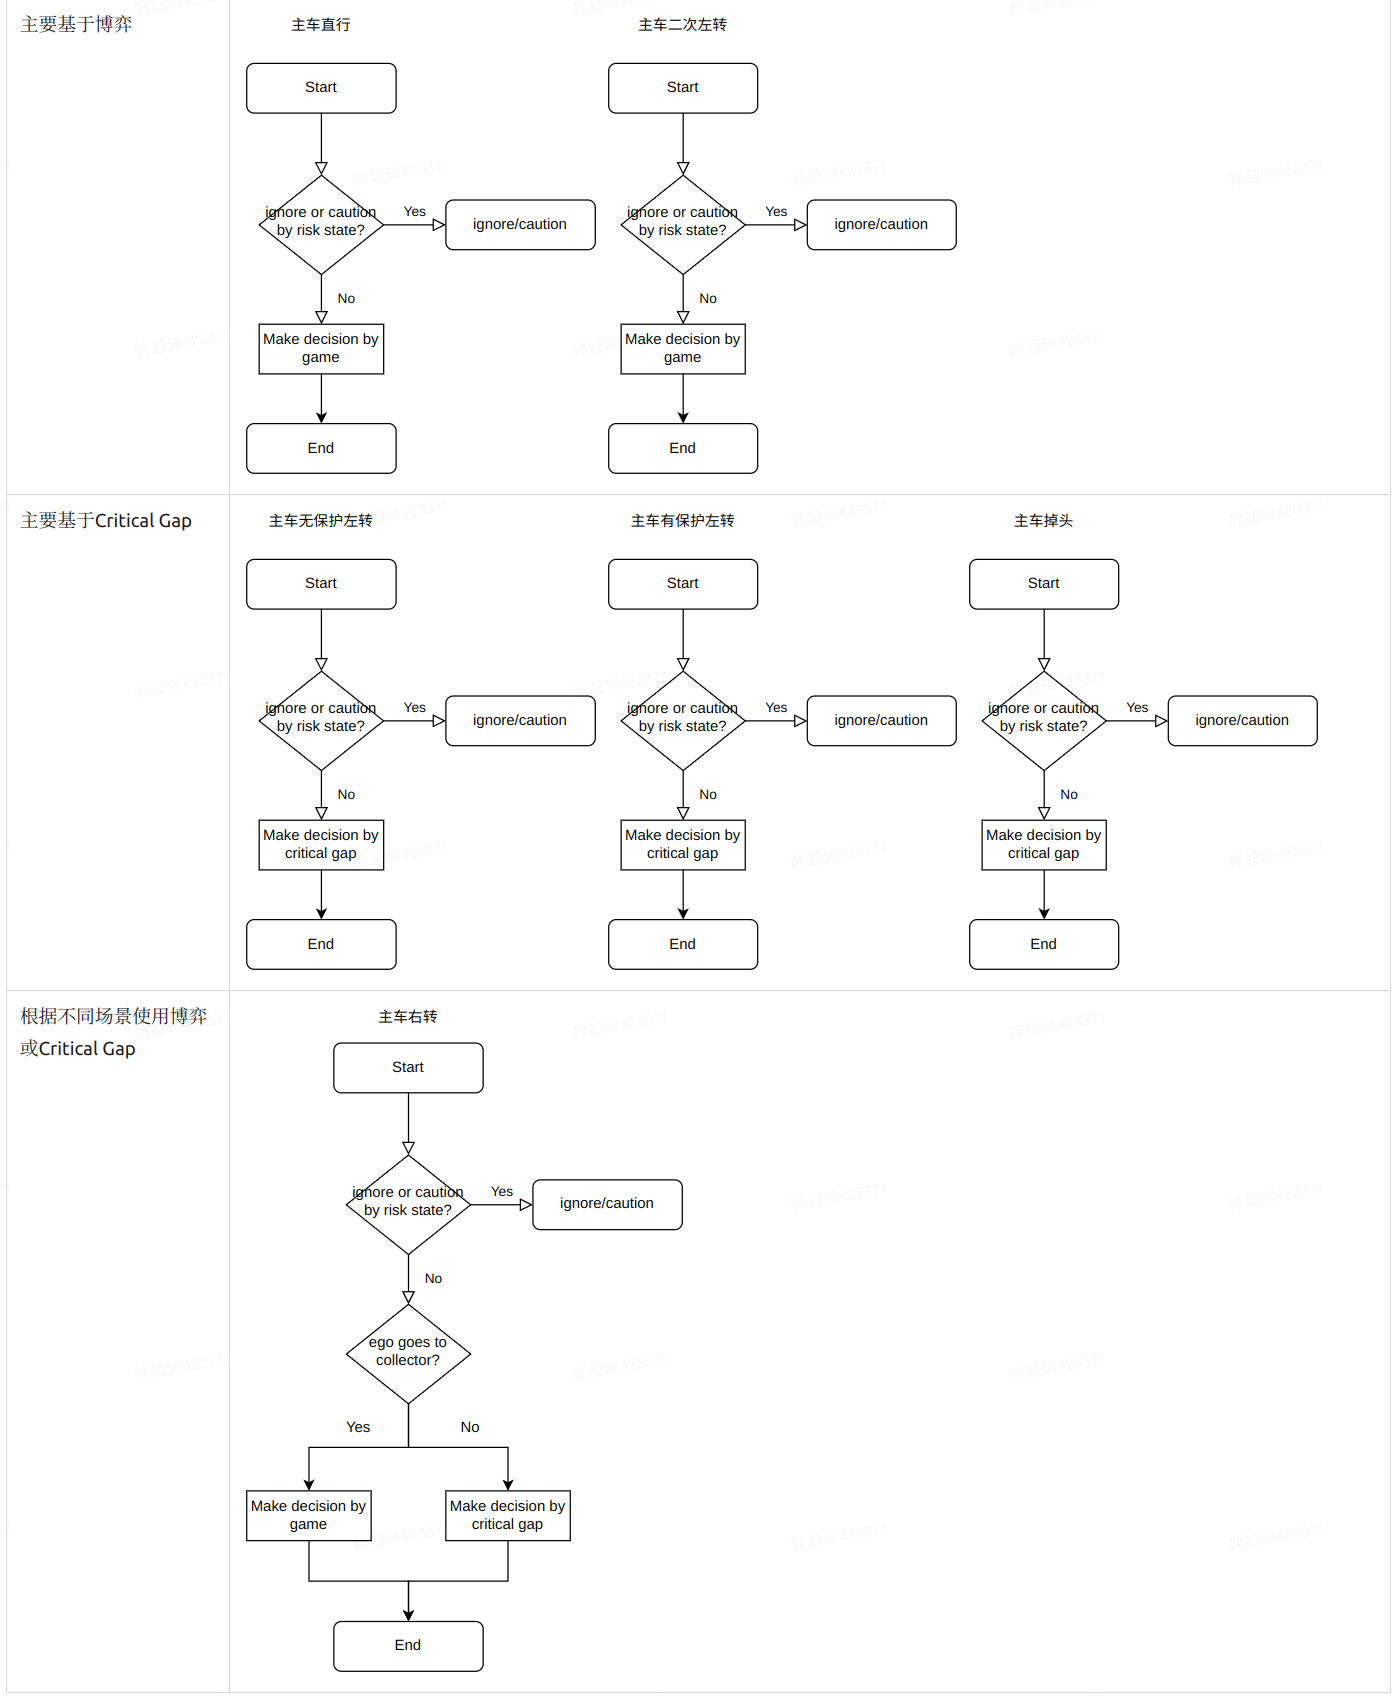 主要基于博弈
主车直行
主车二次左转
Start
Start
ignore or caution
by risk state?
Yes
ignore/caution
ignore or caution
by risk state?
Yes
ignore/caution
No
No
Make decision by
game
Make decision by
game
End
End
主要基于Critical Gap
主车无保护左转
主车有保护左转
主车掉头
Start
Start
Start
ignore or caution
by risk state?
Yes
ignore/caution
ignore or caution
by risk state?
Yes
ignore/caution
ignore or caution
by risk state?
Yes
ignore/caution
No
No
No
Make decision by
critical gap
Make decision by
critical gap
Make decision by
critical gap
End
End
End
根据不同场景使用博弈
或Critical Gap
主车右转
Start
ignore or caution
by risk state?
Yes
ignore/caution
No
ego goes to
collector?
Yes
No
Make decision by
game
Make decision by
critical gap
End